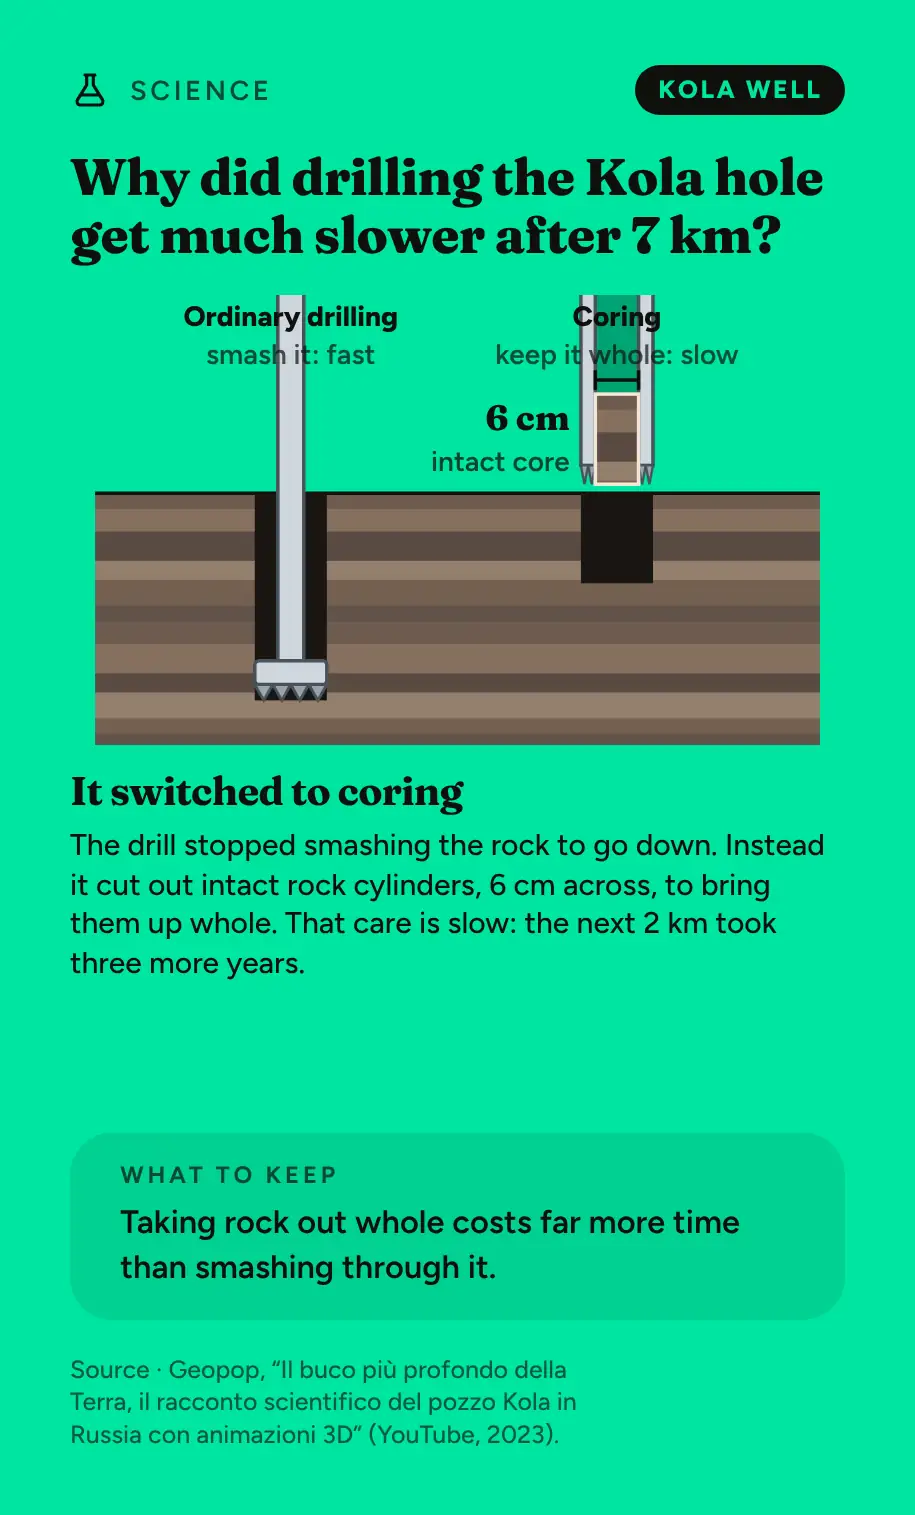 SCIENCE
KOLA WELL
Why did drilling the Kola hole
get much slower after 7 km?
Ordinary drilling
smash it: fast
Coring
keep it whole: slow
6 cm
intact core
It switched to coring
The drill stopped smashing the rock to go down. Instead
it cut out intact rock cylinders, 6 cm across, to bring
them up whole. That care is slow: the next 2 km took
three more years.
WHAT TO KEEP
Taking rock out whole costs far more time
than smashing through it.
Source · Geopop, “Il buco più profondo della
Terra, il racconto scientifico del pozzo Kola in
Russia con animazioni 3D” (YouTube, 2023).